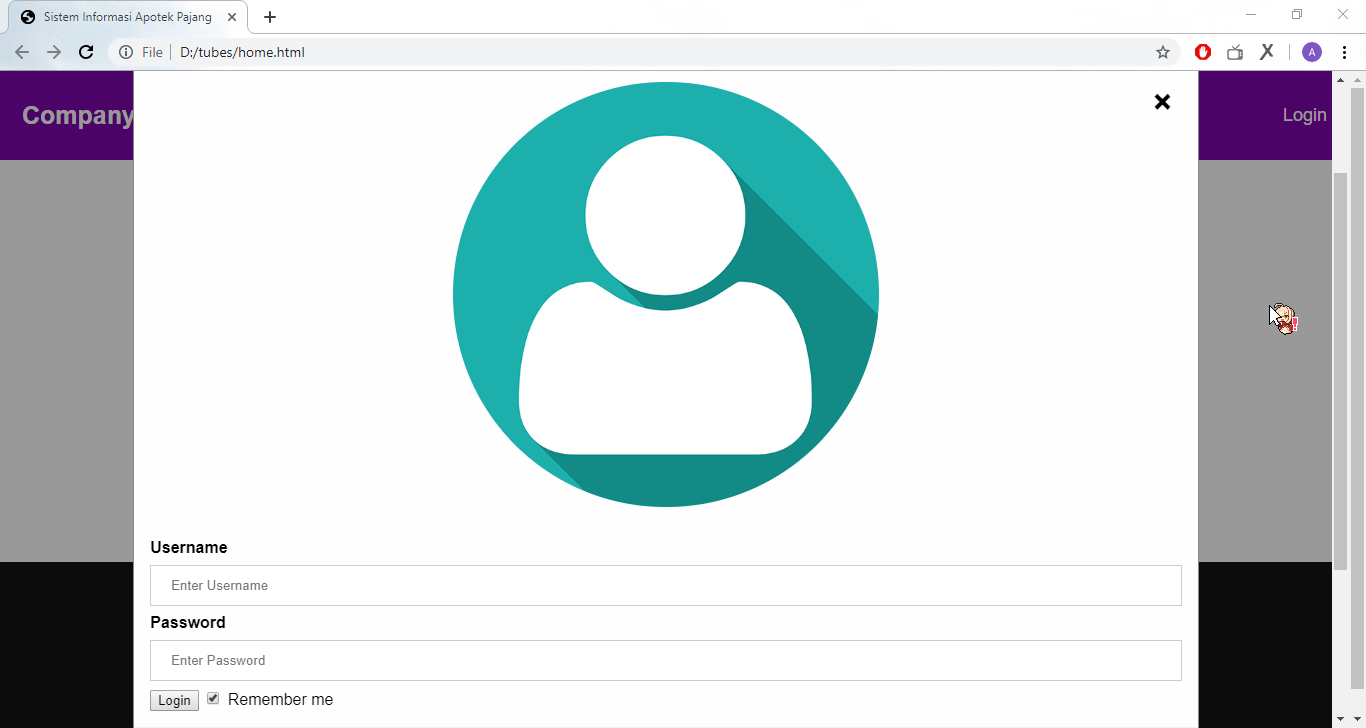 Sistem Informasi Apotek Pajang
File D:/tubes/home.html
A
Company
Login
Username
Enter Username
Password
Enter Password
Login Remember me